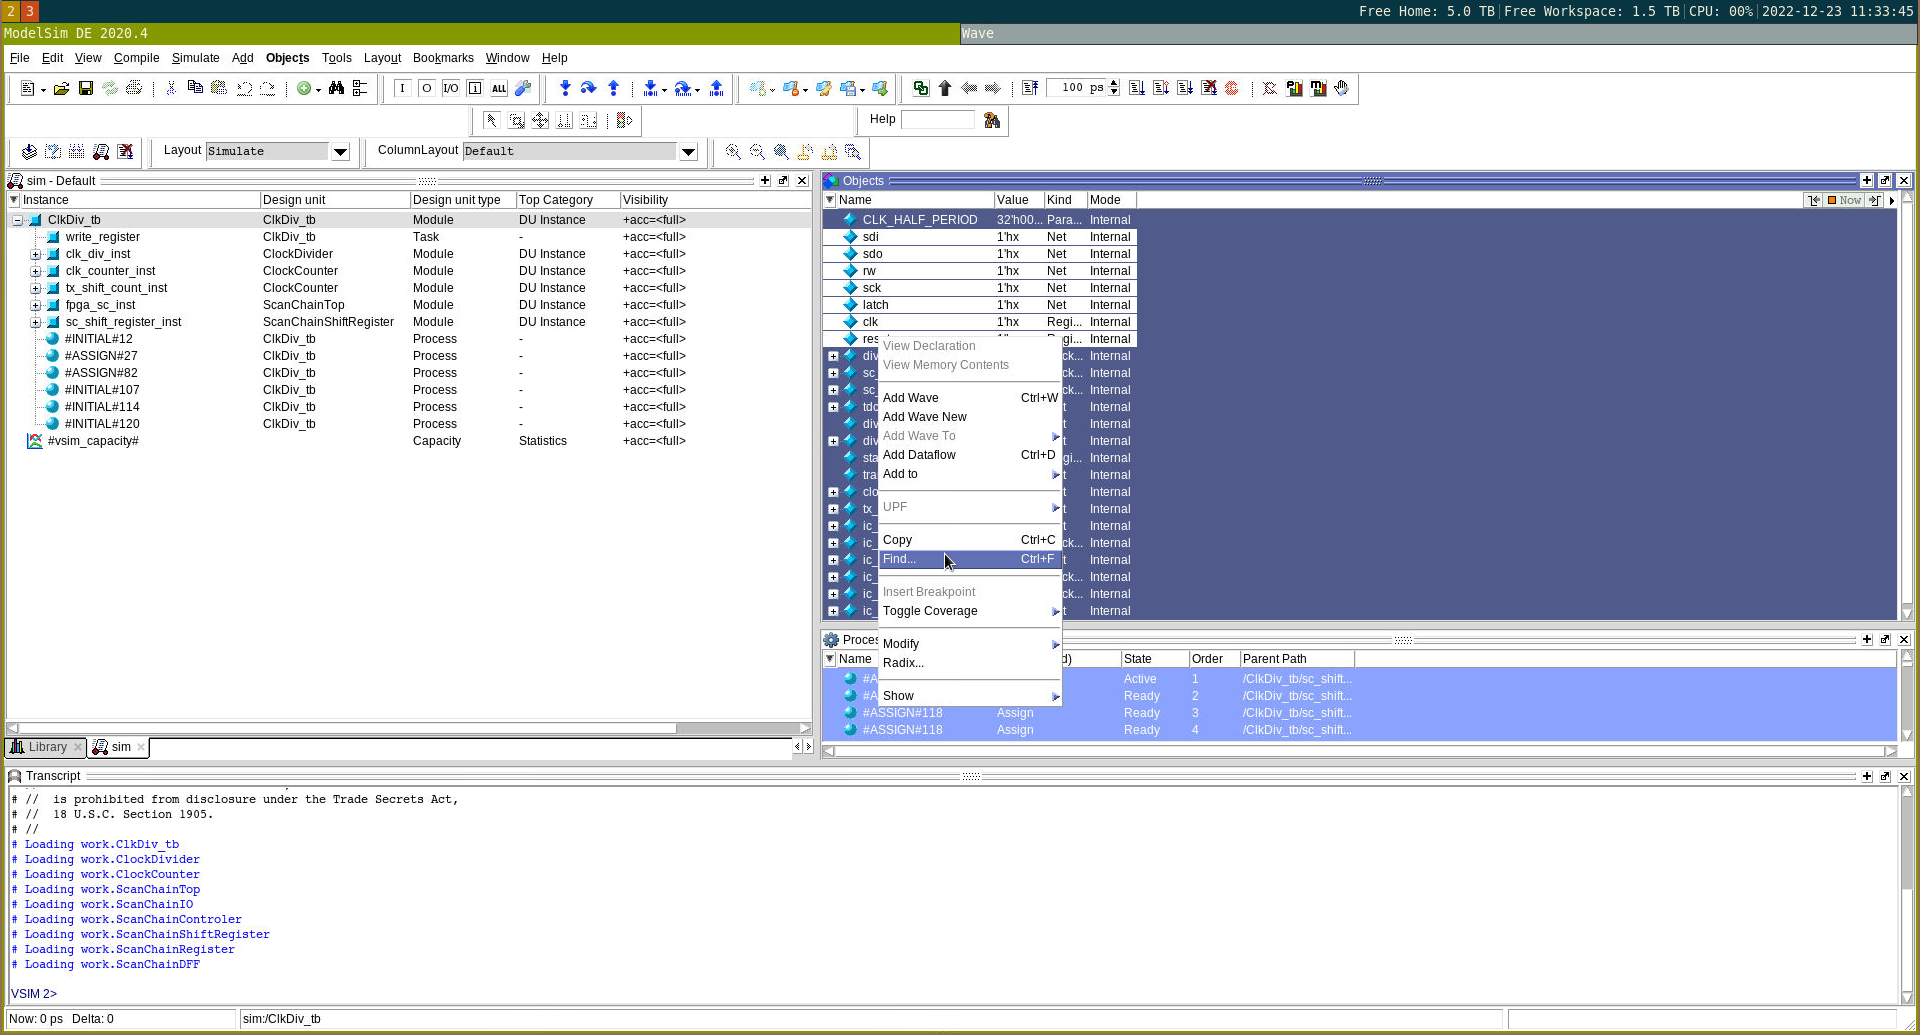 2 3 Free Home: 5.0 TB|Free Workspace: 1.5 TB|CPU: 00%|2022-12-23 11:33:45
ModelSim DE 2020.4 Wave
File Edit View Compile Simulate Add Objects Tools Layout Bookmarks Window Help
I O I/O i ALL 100 ps
Help
Layout Simulate ColumnLayout Default
sim - Default
Instance Design unit Design unit type Top Category Visibility
ClkDiv_tb ClkDiv_tb Module DU Instance +acc=<full>
write_register ClkDiv_tb Task - +acc=<full>
clk_div_inst ClockDivider Module DU Instance +acc=<full>
clk_counter_inst ClockCounter Module DU Instance +acc=<full>
tx_shift_count_inst ClockCounter Module DU Instance +acc=<full>
fpga_sc_inst ScanChainTop Module DU Instance +acc=<full>
sc_shift_register_inst ScanChainShiftRegister Module DU Instance +acc=<full>
#INITIAL#12 ClkDiv_tb Process - +acc=<full>
#ASSIGN#27 ClkDiv_tb Process - +acc=<full>
#ASSIGN#82 ClkDiv_tb Process - +acc=<full>
#INITIAL#107 ClkDiv_tb Process - +acc=<full>
#INITIAL#114 ClkDiv_tb Process - +acc=<full>
#INITIAL#120 ClkDiv_tb Process - +acc=<full>
#vsim_capacity# Capacity Statistics +acc=<full>
Library sim
Objects
Name Value Kind Mode Now
CLK_HALF_PERIOD 32'h00... Para... Internal
sdi 1'hx Net Internal
sdo 1'hx Net Internal
rw 1'hx Net Internal
sck 1'hx Net Internal
latch 1'hx Net Internal
clk 1'hx Regi... Internal
Internal
div ck... Internal
sc_ ck... Internal
sc_ ck... Internal
tdc Internal
div Internal
div Internal
sta gi... Internal
tra Internal
clo Internal
tx_ Internal
ic_ Internal
ic_ ck... Internal
ic_ Internal
ic_ ck... Internal
ic_ ck... Internal
ic_ Internal
View Declaration
View Memory Contents
Add Wave Ctrl+W
Add Wave New
Add Wave To
Add Dataflow Ctrl+D
Add to
UPF
Copy Ctrl+C
Find... Ctrl+F
Insert Breakpoint
Toggle Coverage
Modify
Radix...
Show
Proces
Name d) State Order Parent Path
#A Active 1 /ClkDiv_tb/sc_shift...
#A Ready 2 /ClkDiv_tb/sc_shift...
#ASSIGN#118 Assign Ready 3 /ClkDiv_tb/sc_shift...
#ASSIGN#118 Assign Ready 4 /ClkDiv_tb/sc_shift...
Transcript
# // is prohibited from disclosure under the Trade Secrets Act,
# // 18 U.S.C. Section 1905.
# //
# Loading work.ClkDiv_tb
# Loading work.ClockDivider
# Loading work.ClockCounter
# Loading work.ScanChainTop
# Loading work.ScanChainIO
# Loading work.ScanChainControler
# Loading work.ScanChainShiftRegister
# Loading work.ScanChainRegister
# Loading work.ScanChainDFF
VSIM 2>
Now: 0 ps Delta: 0 sim:/ClkDiv_tb